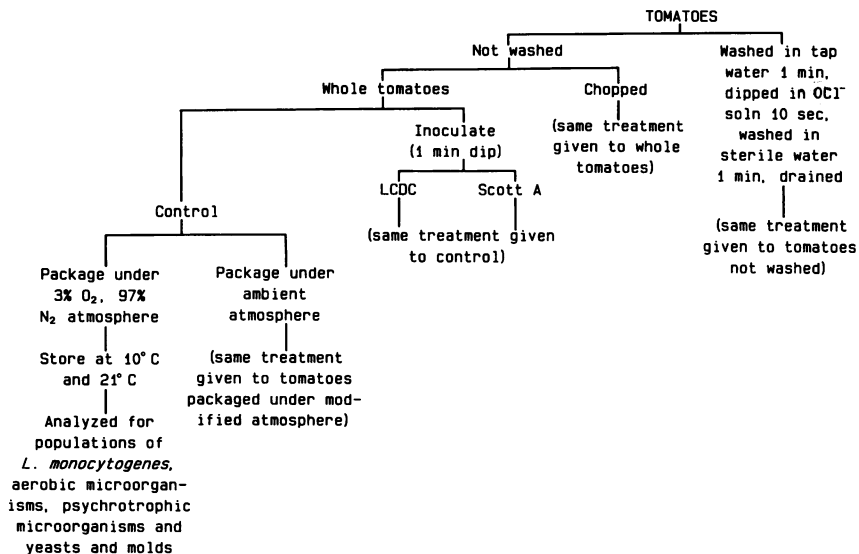 TOMATOES
Not washed
Washed in tap
water 1 min,
dipped in OCl⁻
soln 10 sec,
washed in
sterile water
1 min, drained
Whole tomatoes
Chopped
(same treatment
given to whole
tomatoes)
Inoculate
(1 min dip)
LCDC
Scott A
(same treatment given
to control)
(same treatment
given to tomatoes
not washed)
Control
Package under
3% O₂, 97%
N₂ atmosphere
Package under
ambient
atmosphere
Store at 10°C
and 21°C
(same treatment
given to tomatoes
packaged under mod-
ified atmosphere)
Analyzed for
populations of
L. monocytogenes,
aerobic microorgan-
isms, psychrotrophic
microorganisms and
yeasts and molds